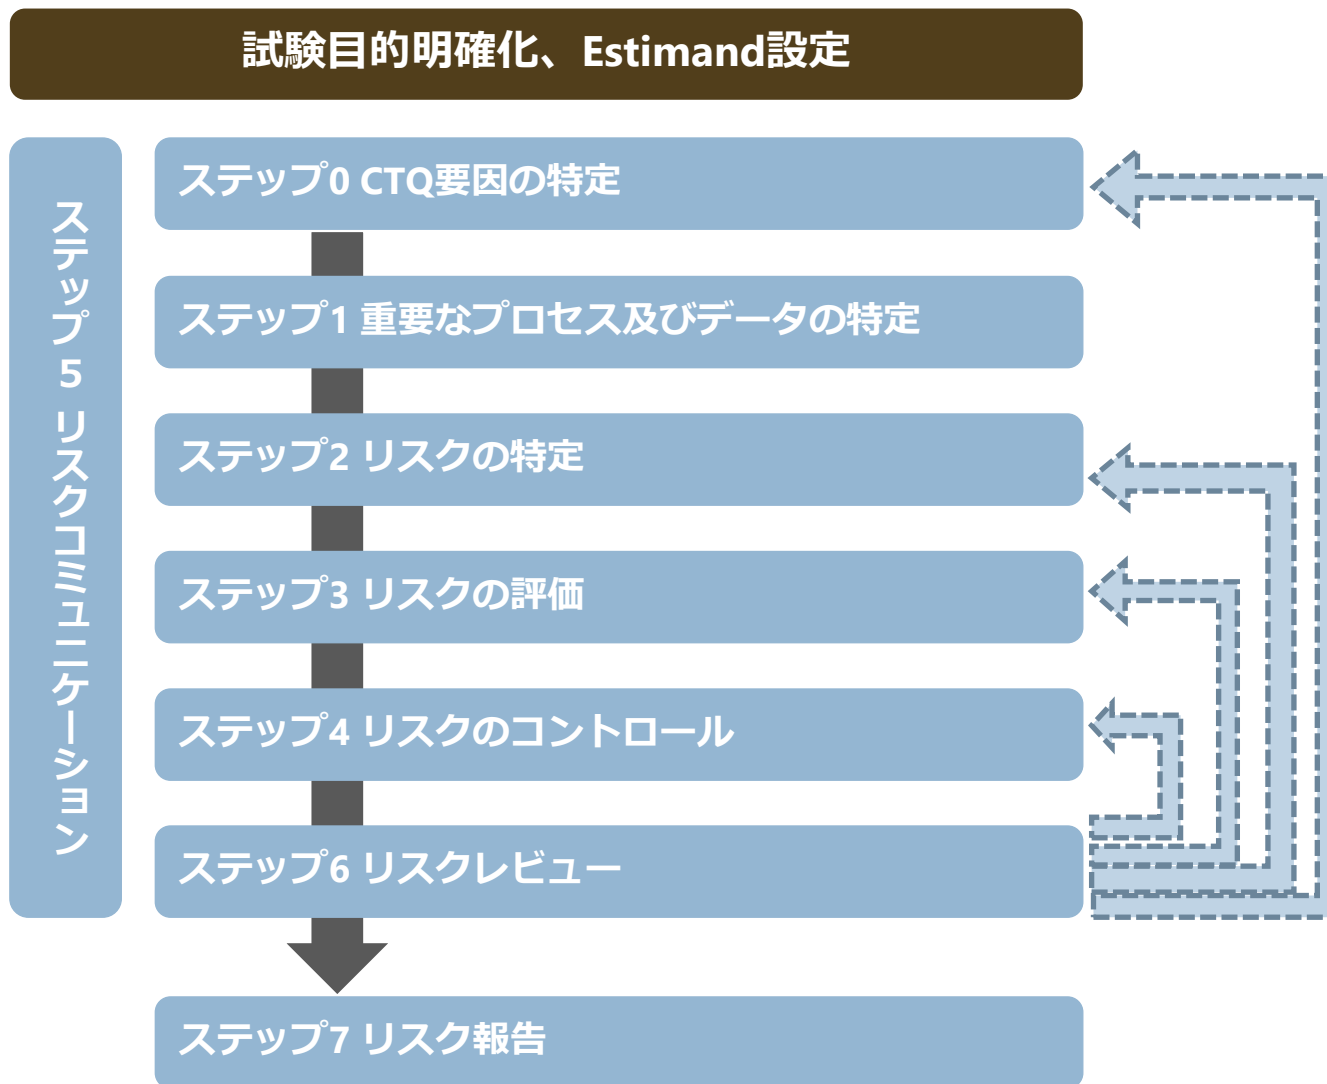 試験目的明確化、Estimand設定
ステップ5 リスクコミュニケーション
ステップ0 CTQ要因の特定
ステップ1 重要なプロセス及びデータの特定
ステップ2 リスクの特定
ステップ3 リスクの評価
ステップ4 リスクのコントロール
ステップ6 リスクレビュー
ステップ7 リスク報告